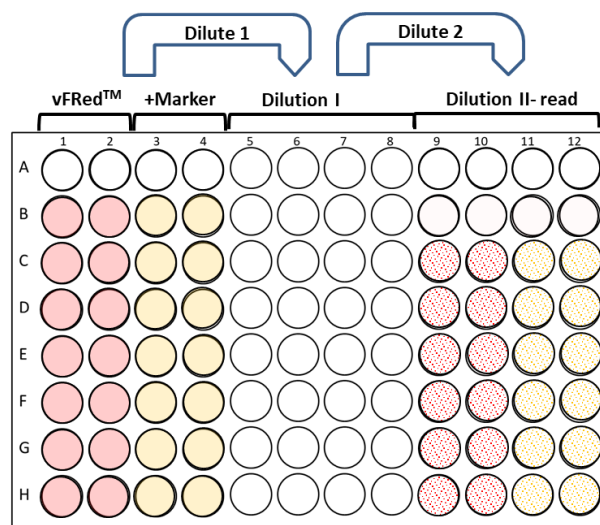 Dilute 1 Dilute 2
vFRed™ +Marker Dilution I Dilution II- read
1 2 3 4 5 6 7 8 9 10 11 12
A
B
C
D
E
F
G
H